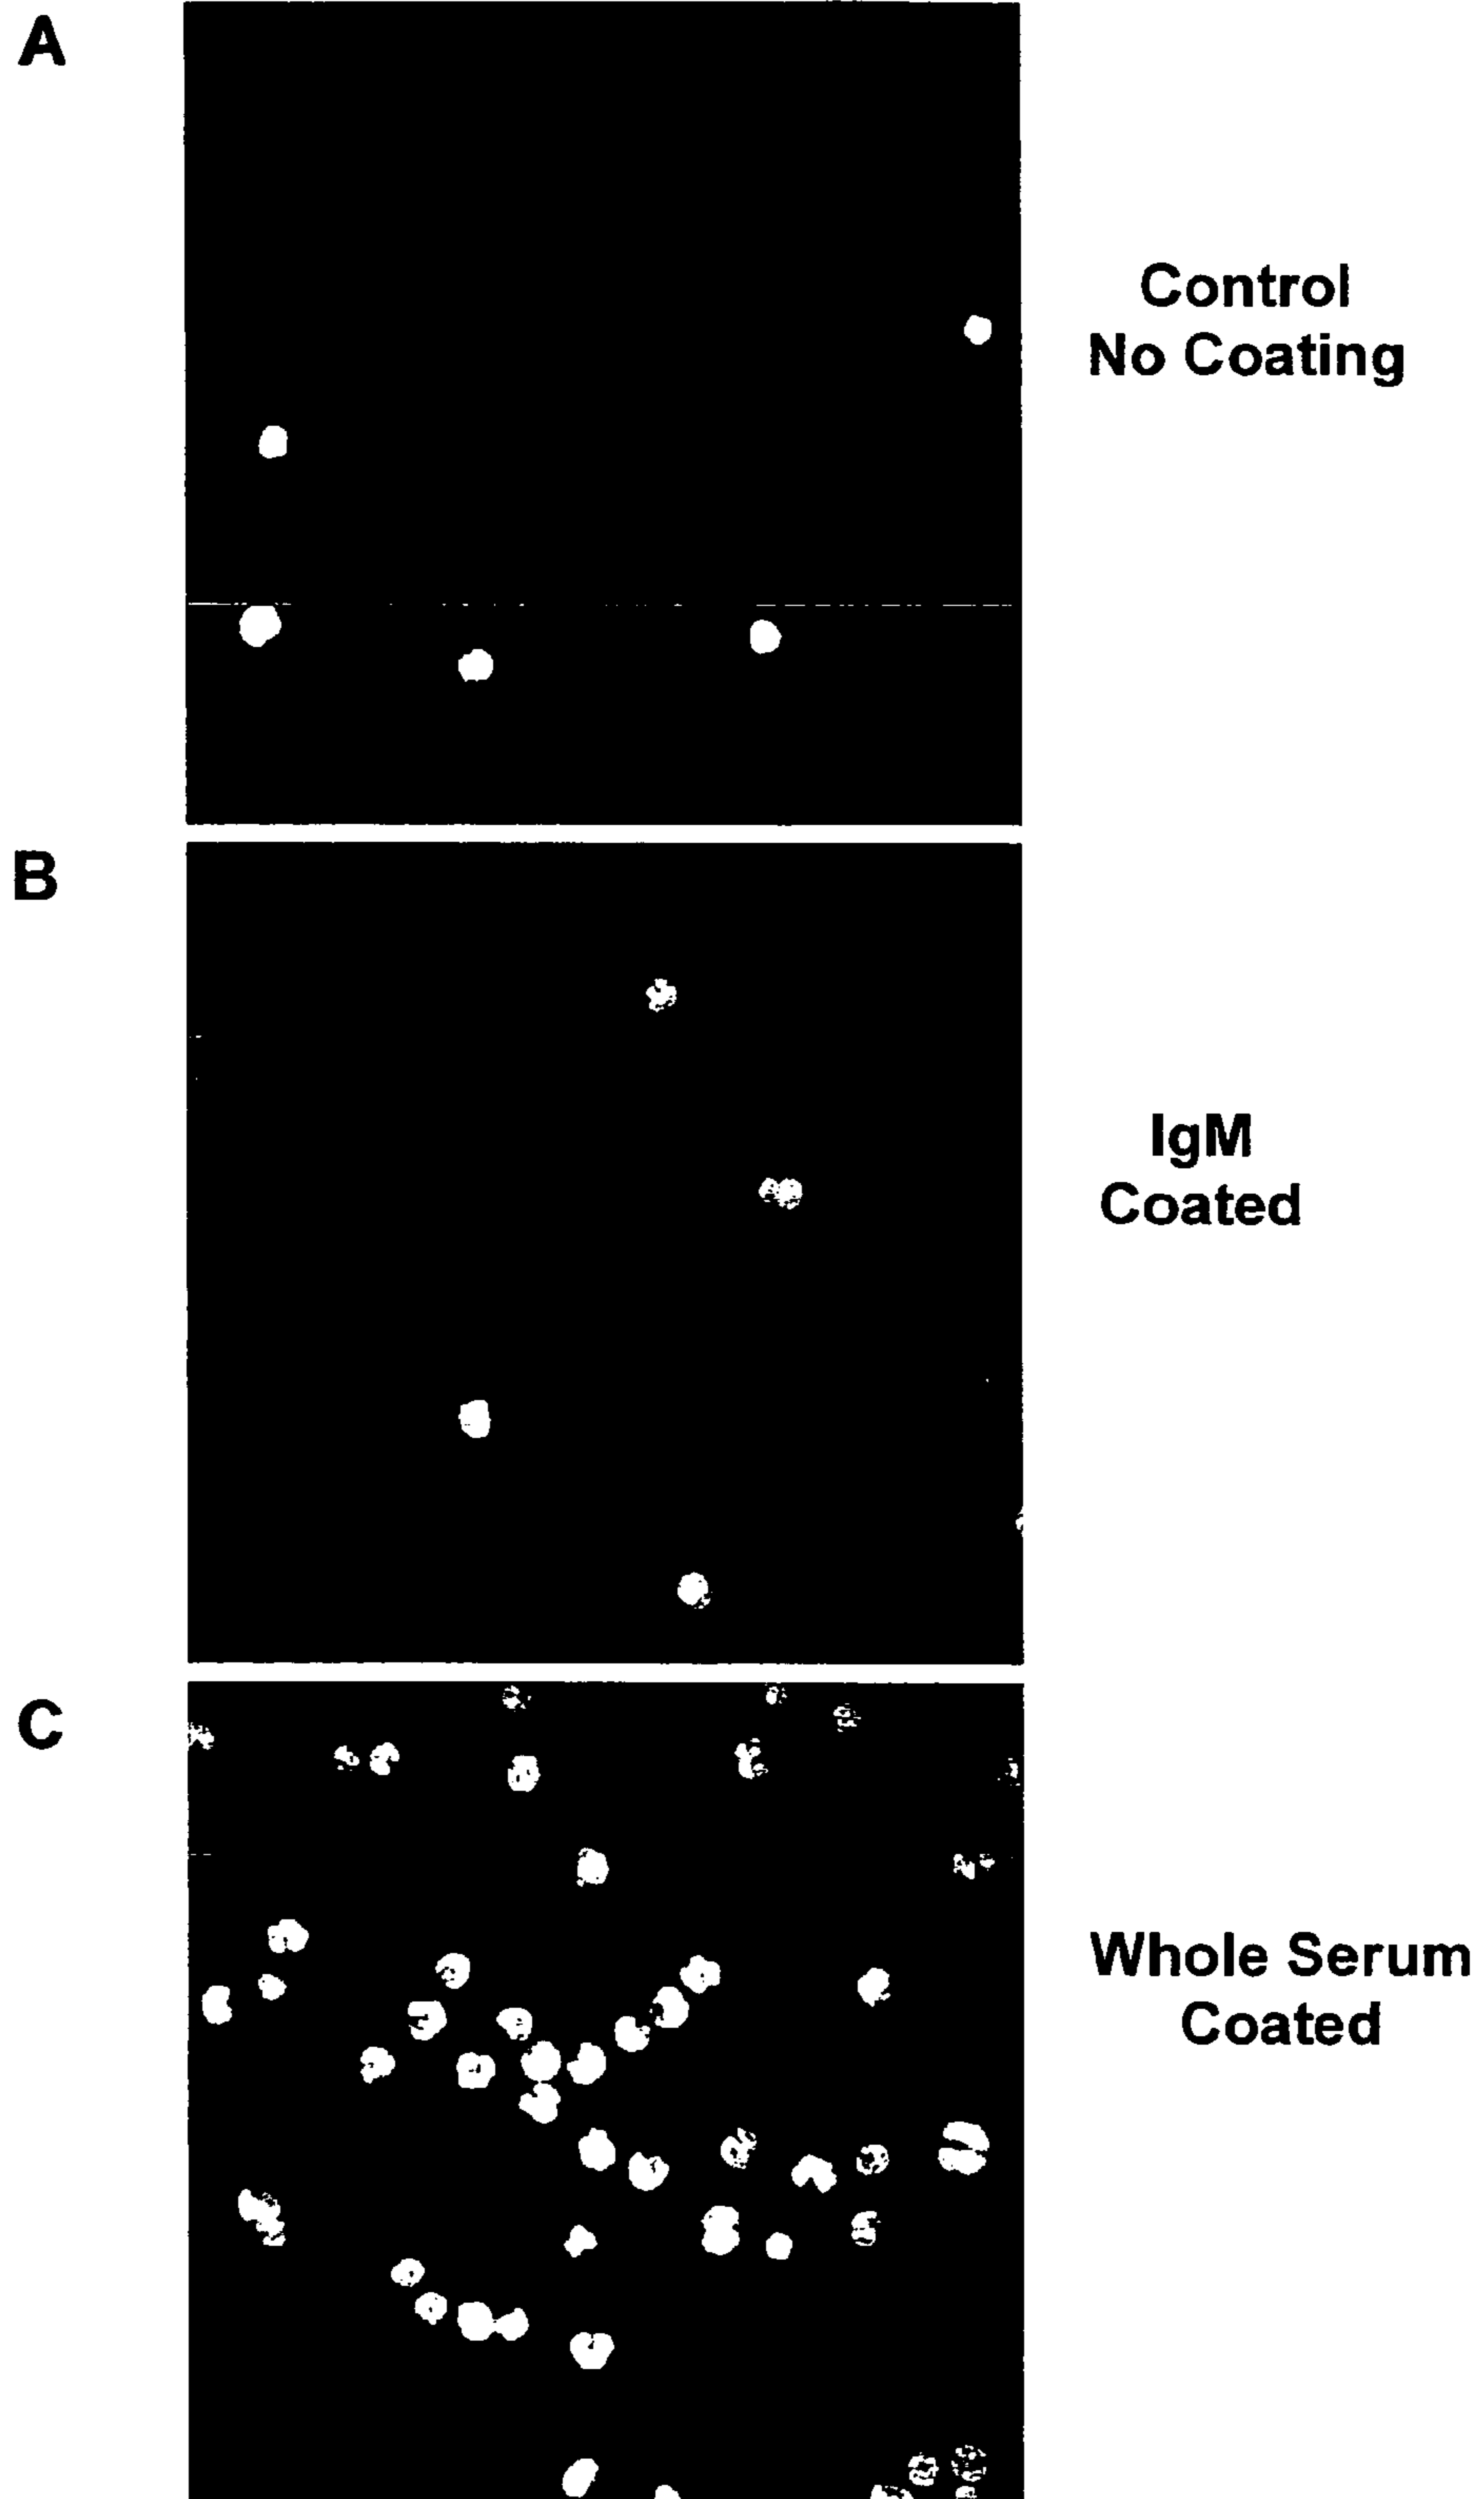 A
Control
No Coating
B
IgM
Coated
C
Whole Serum
Coated